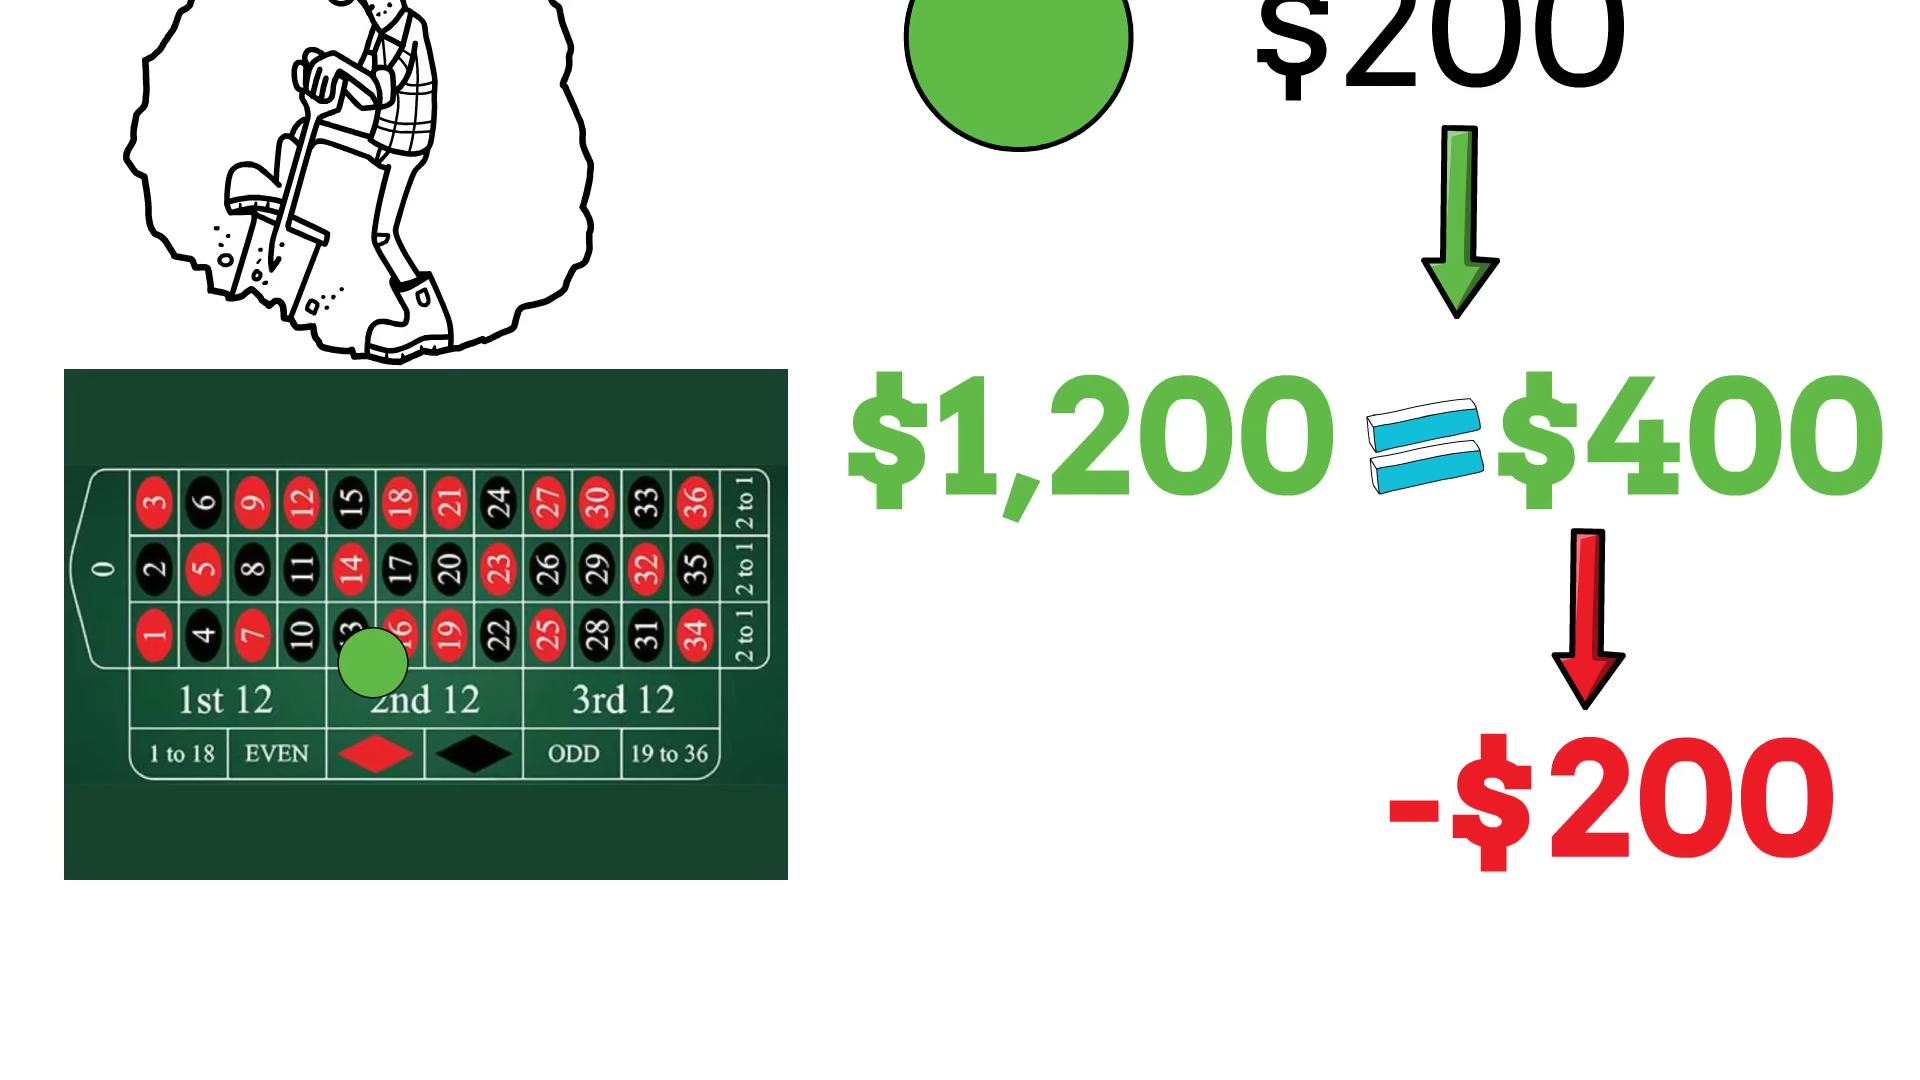 $200
$1,200 = $400
-$200
3 6 9 12 15 18 21 24 27 30 33 36 2 to 1
0 2 5 8 11 14 17 20 23 26 29 32 35 2 to 1
1 4 7 10 19 22 25 28 31 34 2 to 1
1st 12 2nd 12 3rd 12
1 to 18 EVEN ODD 19 to 36